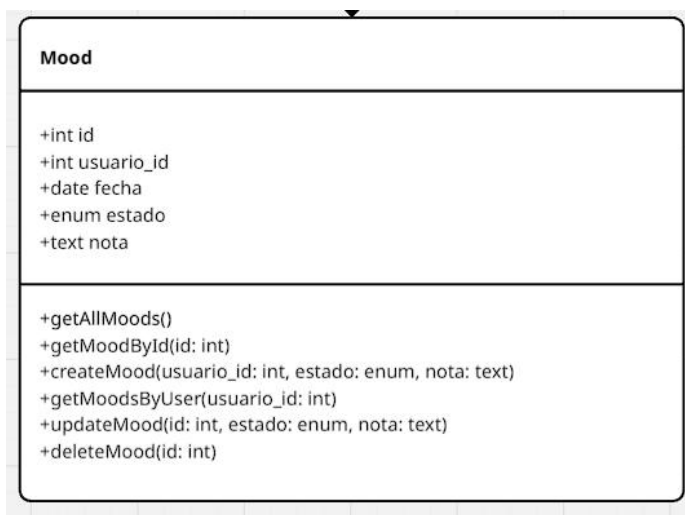 Mood
+int id
+int usuario_id
+date fecha
+enum estado
+text nota
+getAllMoods()
+getMoodById(id: int)
+createMood(usuario_id: int, estado: enum, nota: text)
+getMoodsByUser(usuario_id: int)
+updateMood(id: int, estado: enum, nota: text)
+deleteMood(id: int)